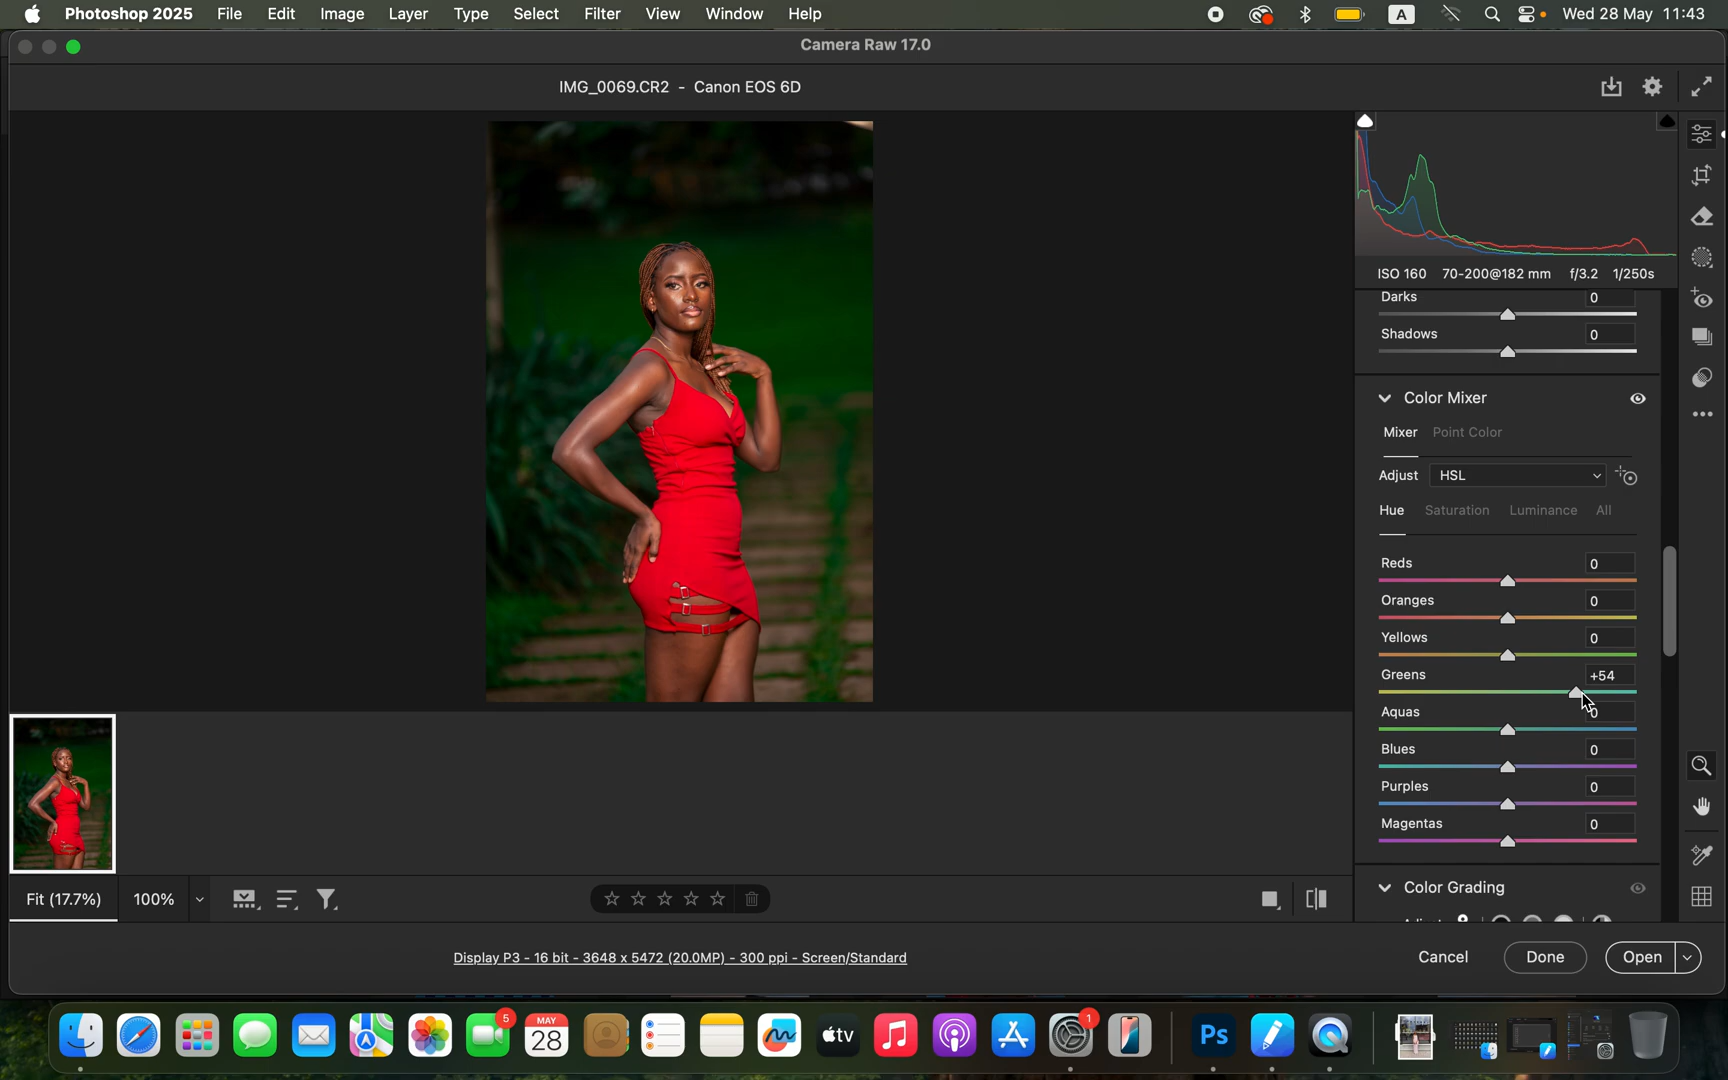 Photoshop 2025 File Edit Image Layer Type Select Filter View Window Help A Wed 28 May 11:43
Camera Raw 17.0
IMG_0069.CR2 - Canon EOS 6D
ISO 160 70-200@182 mm f/3.2 1/250s
Darks 0
Shadows 0
Color Mixer
Mixer Point Color
Adjust HSL
Hue Saturation Luminance All
Reds 0
Oranges 0
Yellows 0
Greens +54
Aquas 0
Blues 0
Purples 0
Magentas 0
Color Grading
Fit (17.7%) 100%
Display P3 - 16 bit - 3648 x 5472 (20.0MP) - 300 ppi - Screen/Standard
Cancel Done Open
5
MAY
28
tv
1
Ps